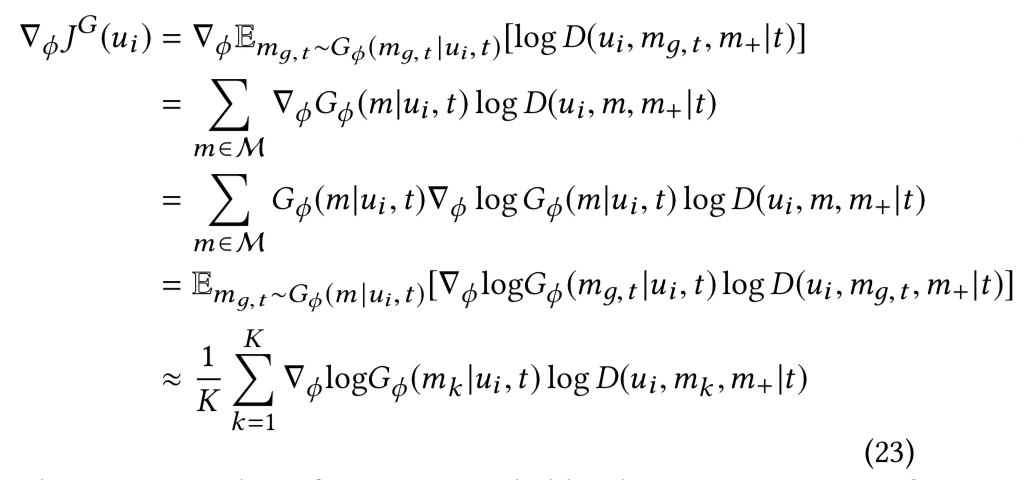 ∇_ϕ J^G(u_i) = ∇_ϕ 𝔼_{m_{g,t}∼G_ϕ(m_{g,t}|u_i,t)}[log D(u_i, m_{g,t}, m_+|t)]
= ∑_{m∈ℳ} ∇_ϕ G_ϕ(m|u_i, t) log D(u_i, m, m_+|t)
= ∑_{m∈ℳ} G_ϕ(m|u_i, t)∇_ϕ log G_ϕ(m|u_i, t) log D(u_i, m, m_+|t)
= 𝔼_{m_{g,t}∼G_ϕ(m|u_i,t)}[∇_ϕ logG_ϕ(m_{g,t}|u_i, t) log D(u_i, m_{g,t}, m_+|t)]
≈ \frac{1}{K} ∑_{k=1}^{K} ∇_ϕ logG_ϕ(m_k|u_i, t) log D(u_i, m_k, m_+|t)
(23)